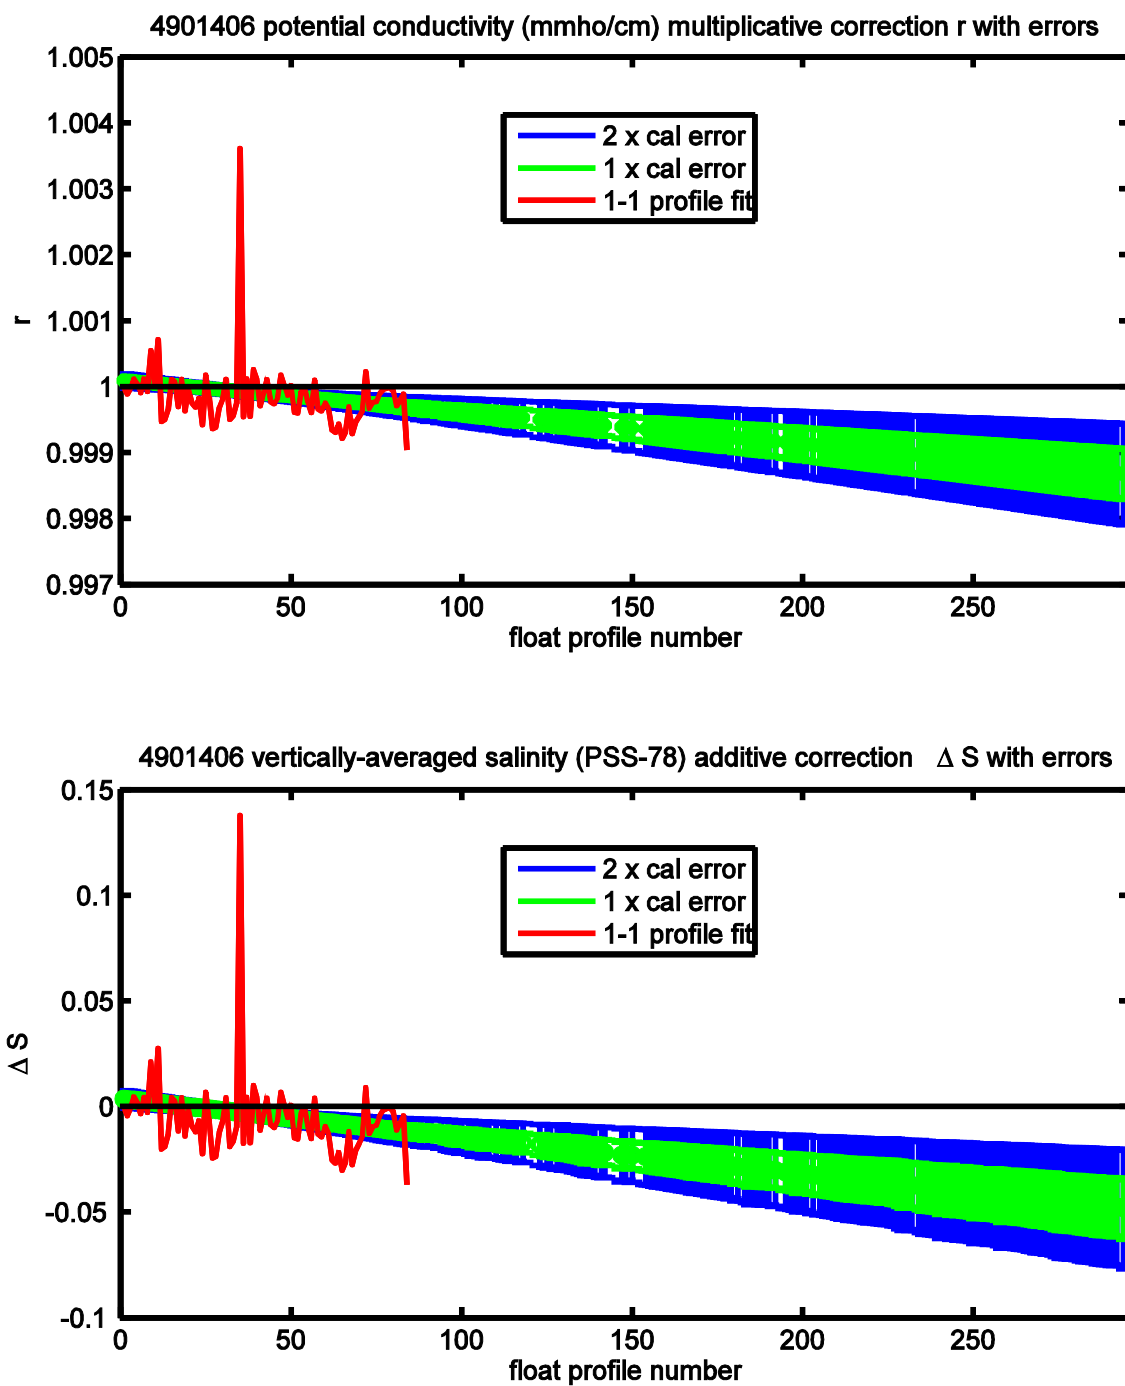 4901406 potential conductivity (mmho/cm) multiplicative correction r with errors
1.005
1.004
1.003
1.002
1.001
1
0.999
0.998
0.997
r
2 x cal error
1 x cal error
1-1 profile fit
0 50 100 150 200 250
float profile number
4901406 vertically-averaged salinity (PSS-78) additive correction Δ S with errors
0.15
0.1
0.05
0
-0.05
-0.1
Δ S
2 x cal error
1 x cal error
1-1 profile fit
0 50 100 150 200 250
float profile number